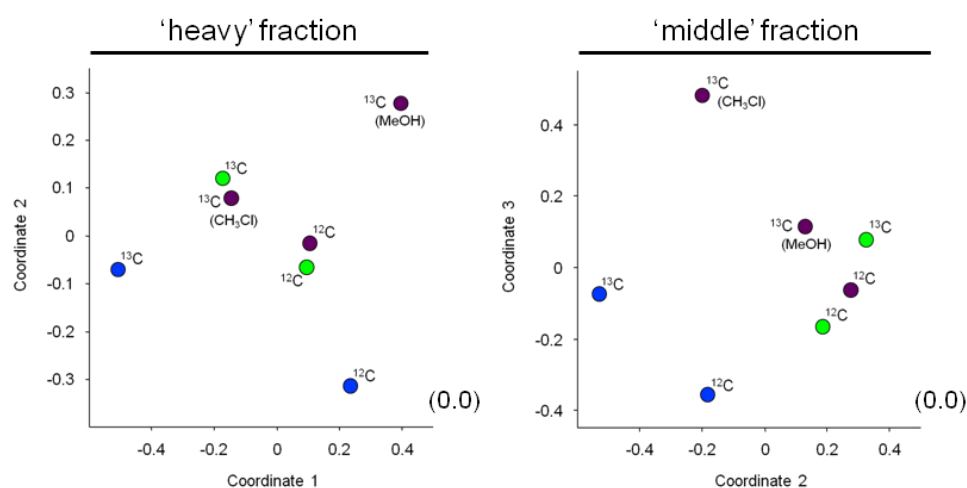 ‘heavy’ fraction
0.3
0.2
0.1
0
-0.1
-0.2
-0.3
-0.4
-0.2
0
0.2
0.4
Coordinate 2
Coordinate 1
¹³C
(MeOH)
¹³C
¹³C
(CH₃Cl)
¹²C
¹²C
¹³C
¹²C
(0.0)
‘middle’ fraction
0.4
0.2
0
-0.2
-0.4
-0.4
-0.2
0
0.2
0.4
Coordinate 3
Coordinate 2
¹³C
(CH₃Cl)
¹³C
(MeOH)
¹³C
¹³C
¹²C
¹²C
¹²C
(0.0)